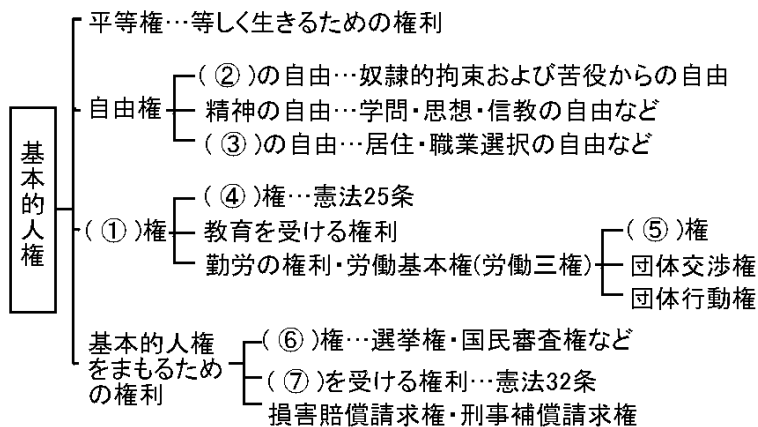 基本的人権
平等権…等しく生きるための権利
自由権
(②)の自由…奴隷的拘束および苦役からの自由
精神の自由…学問・思想・信教の自由など
(③)の自由…居住・職業選択の自由など
(①)権
(④)権…憲法25条
教育を受ける権利
勤労の権利・労働基本権(労働三権)
(⑤)権
団体交渉権
団体行動権
基本的人権
をまもるため
の権利
(⑥)権…選挙権・国民審査権など
(⑦)を受ける権利…憲法32条
損害賠償請求権・刑事補償請求権